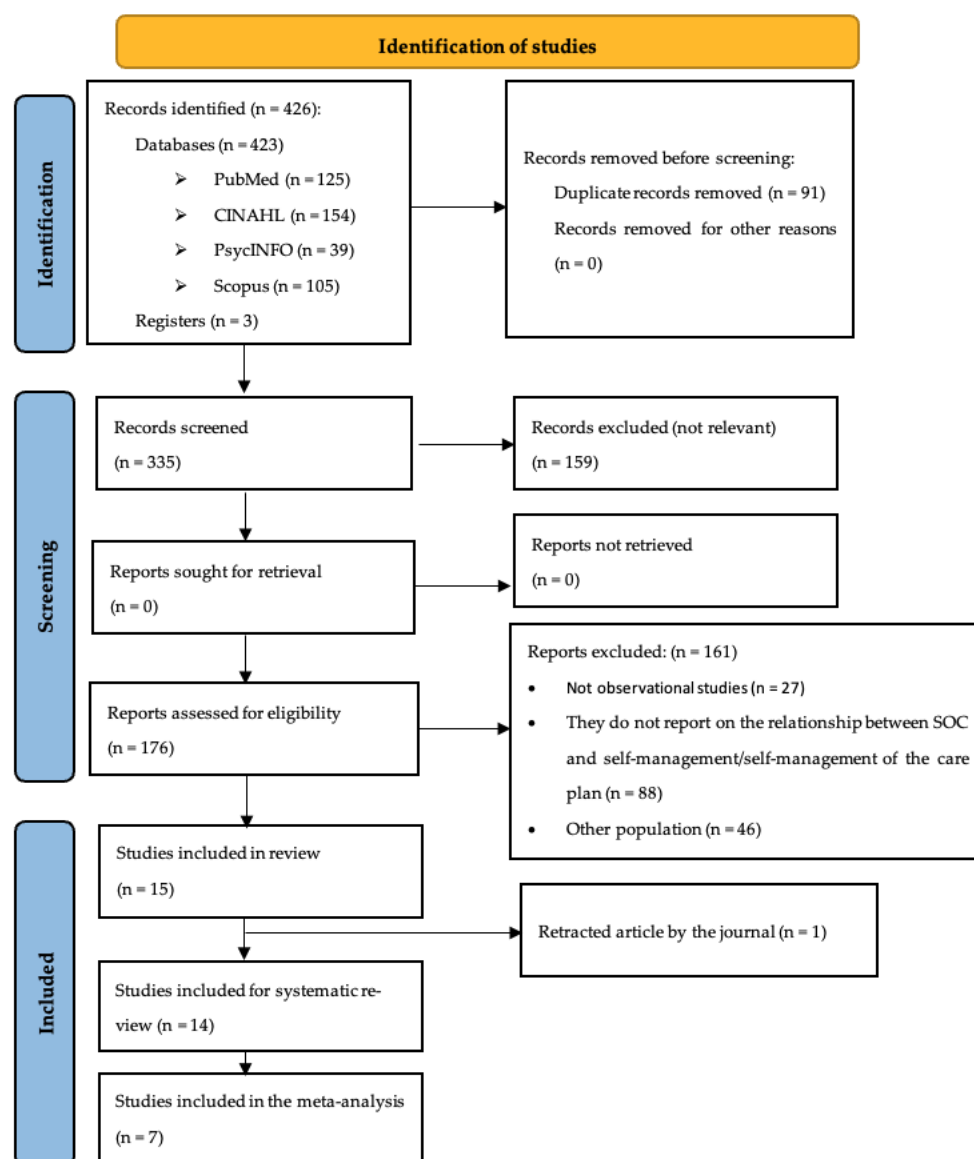 Identification of studies
Identification
Records identified (n = 426):
Databases (n = 423)
➢ PubMed (n = 125)
➢ CINAHL (n = 154)
➢ PsycINFO (n = 39)
➢ Scopus (n = 105)
Registers (n = 3)
Records removed before screening:
Duplicate records removed (n = 91)
Records removed for other reasons
(n = 0)
Screening
Records screened
(n = 335)
Records excluded (not relevant)
(n = 159)
Reports sought for retrieval
(n = 0)
Reports not retrieved
(n = 0)
Reports assessed for eligibility
(n = 176)
Reports excluded: (n = 161)
• Not observational studies (n = 27)
• They do not report on the relationship between SOC
and self-management/self-management of the care
plan (n = 88)
• Other population (n = 46)
Included
Studies included in review
(n = 15)
Retracted article by the journal (n = 1)
Studies included for systematic re-
view (n = 14)
Studies included in the meta-analysis
(n = 7)